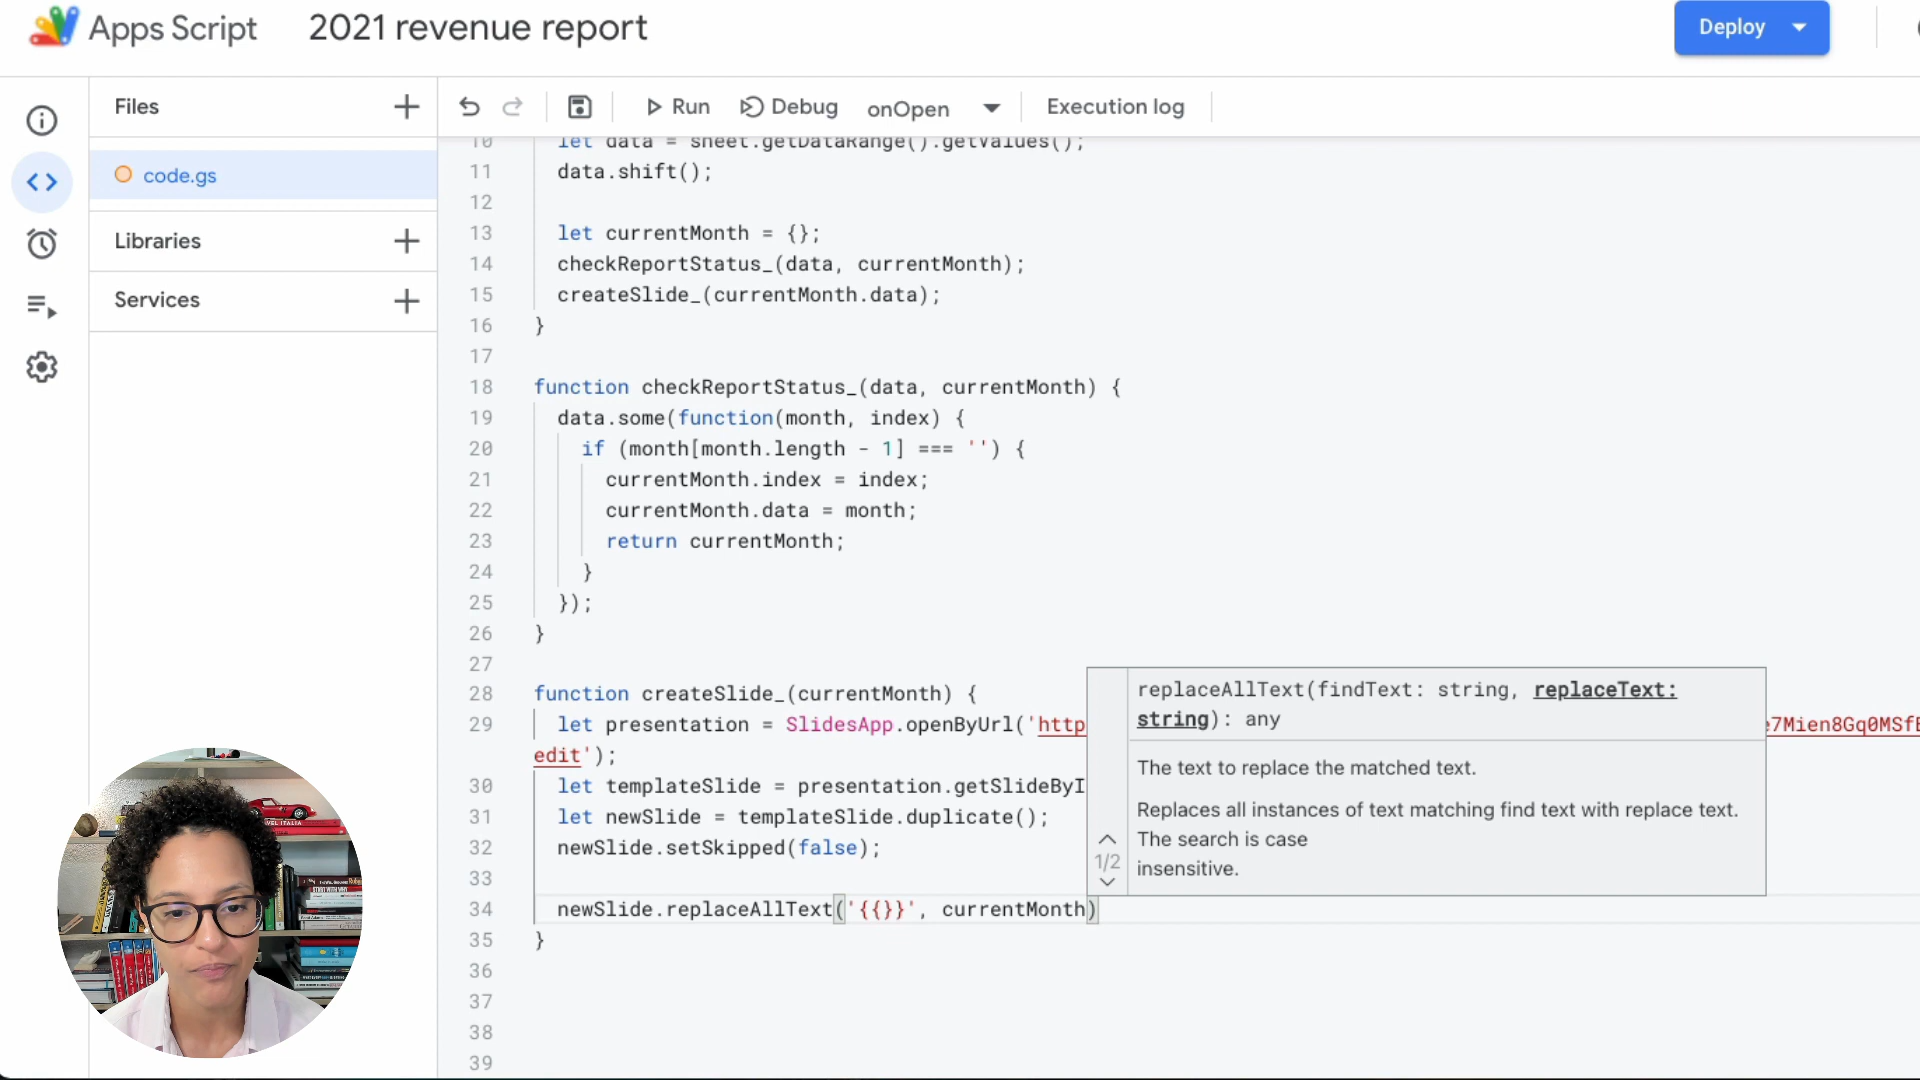 Apps Script
2021 revenue report
Deploy
Files
Run
Debug
onOpen
Execution log
code.gs
Libraries
Services
10 let data = sheet.getDataRange().getValues();
11 data.shift();
12
13 let currentMonth = {};
14 checkReportStatus_(data, currentMonth);
15 createSlide_(currentMonth.data);
16 }
17
18 function checkReportStatus_(data, currentMonth) {
19 data.some(function(month, index) {
20 if (month[month.length - 1] === '') {
21 currentMonth.index = index;
22 currentMonth.data = month;
23 return currentMonth;
24 }
25 });
26 }
27
28 function createSlide_(currentMonth) {
29 let presentation = SlidesApp.openByUrl('http
edit');
30 let templateSlide = presentation.getSlideByI
31 let newSlide = templateSlide.duplicate();
32 newSlide.setSkipped(false);
33
34 newSlide.replaceAllText('{{}}', currentMonth)
35 }
36
37
38
39
replaceAllText(findText: string, replaceText:
string): any
The text to replace the matched text.
Replaces all instances of text matching find text with replace text.
The search is case
insensitive.
1/2